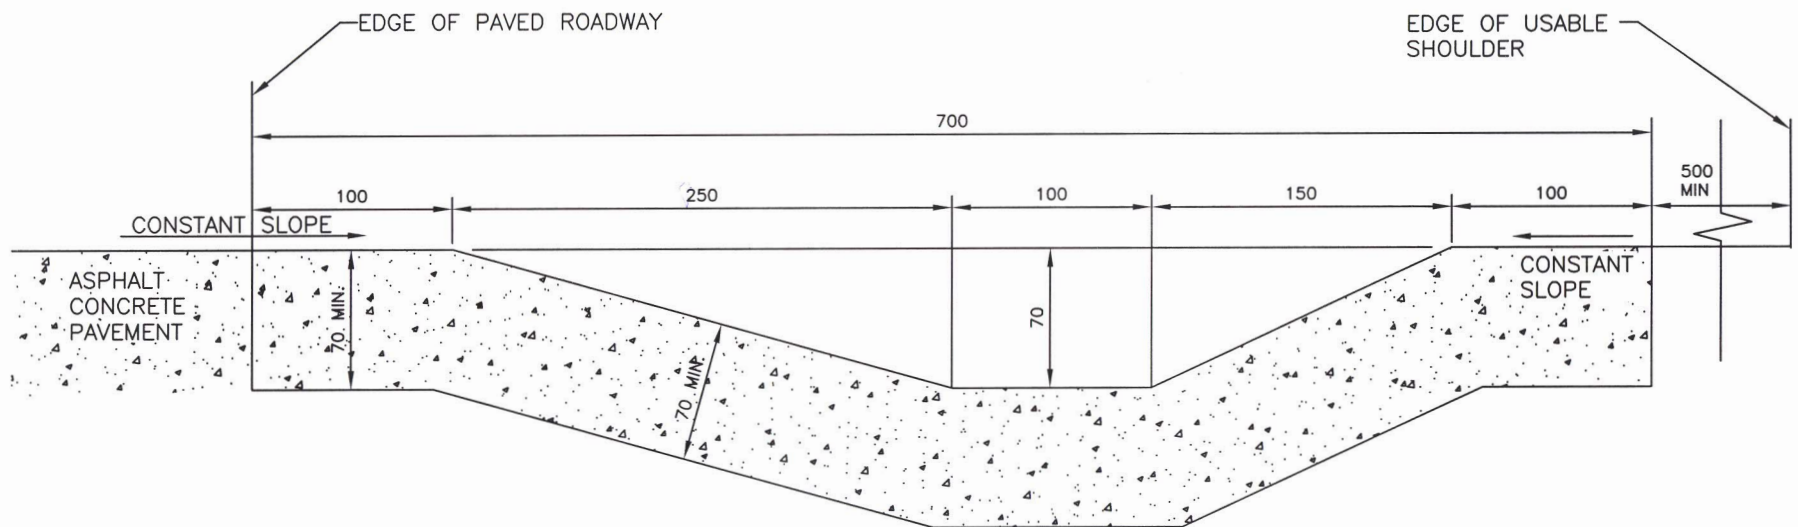 EDGE OF PAVED ROADWAY
EDGE OF USABLE
SHOULDER
700
100
250
100
150
100
500
MIN
CONSTANT SLOPE
ASPHALT
CONCRETE
PAVEMENT
70 MIN.
70 MIN.
70
CONSTANT
SLOPE